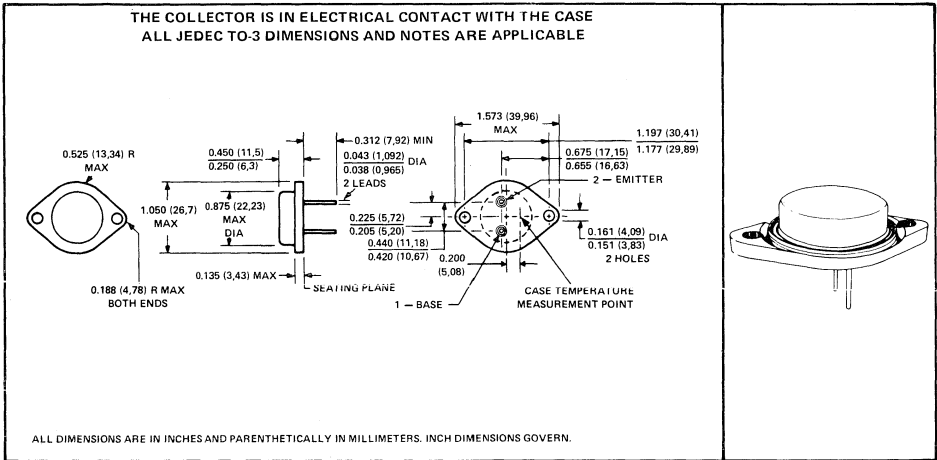 THE COLLECTOR IS IN ELECTRICAL CONTACT WITH THE CASE
ALL JEDEC TO-3 DIMENSIONS AND NOTES ARE APPLICABLE
0.525 (13,34) R
MAX
0.188 (4,78) R MAX
BOTH ENDS
0.450 (11,5)
0.250 (6,3)
0.312 (7,92) MIN
0.043 (1,092)
0.038 (0,965)
DIA
2 LEADS
1.050 (26,7)
MAX
0.875 (22,23)
MAX
DIA
0.135 (3,43) MAX
SEATING PLANE
1.573 (39,96)
MAX
1.197 (30,41)
1.177 (29,89)
0.675 (17,15)
0.655 (16,63)
2 — EMITTER
0.225 (5,72)
0.205 (5,20)
0.440 (11,18)
0.420 (10,67)
0.200
(5,08)
0.161 (4,09)
0.151 (3,83)
DIA
2 HOLES
1 — BASE
CASE TEMPERATURE
MEASUREMENT POINT
ALL DIMENSIONS ARE IN INCHES AND PARENTHETICALLY IN MILLIMETERS. INCH DIMENSIONS GOVERN.